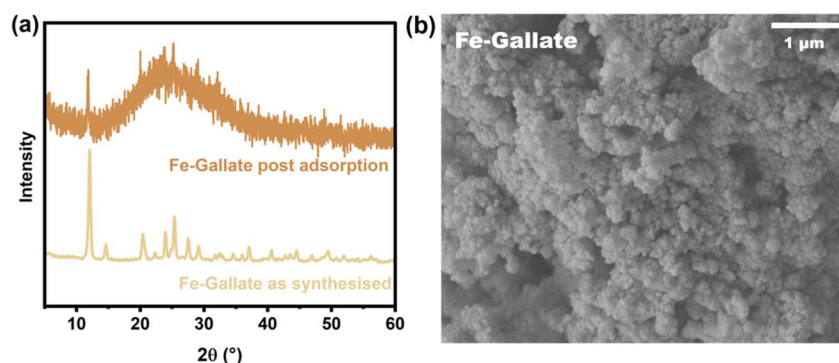 (a)
Fe-Gallate post adsorption
Fe-Gallate as synthesised
Intensity
10 20 30 40 50 60
2θ (°)
(b)
Fe-Gallate
1 µm